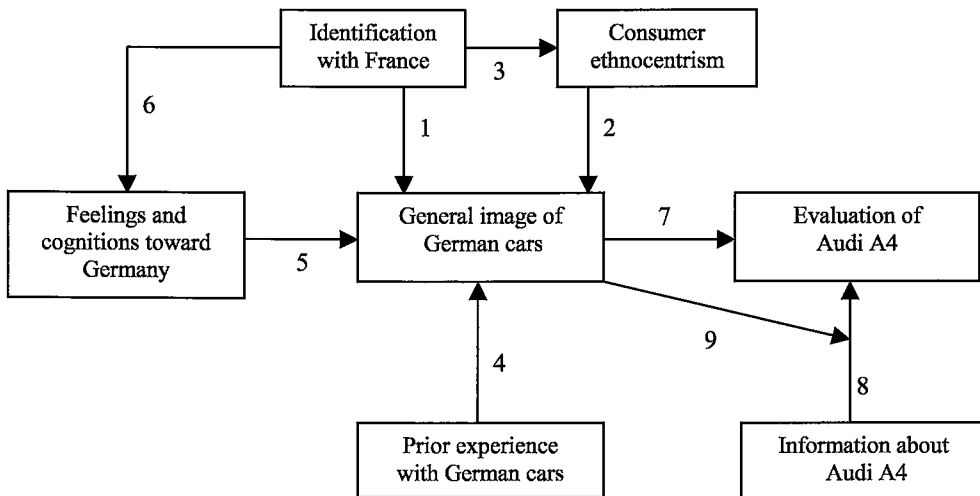 Identification
with France
Consumer
ethnocentrism
3
6
1
2
Feelings and
cognitions toward
Germany
General image of
German cars
Evaluation of
Audi A4
5
7
9
4
8
Prior experience
with German cars
Information about
Audi A4